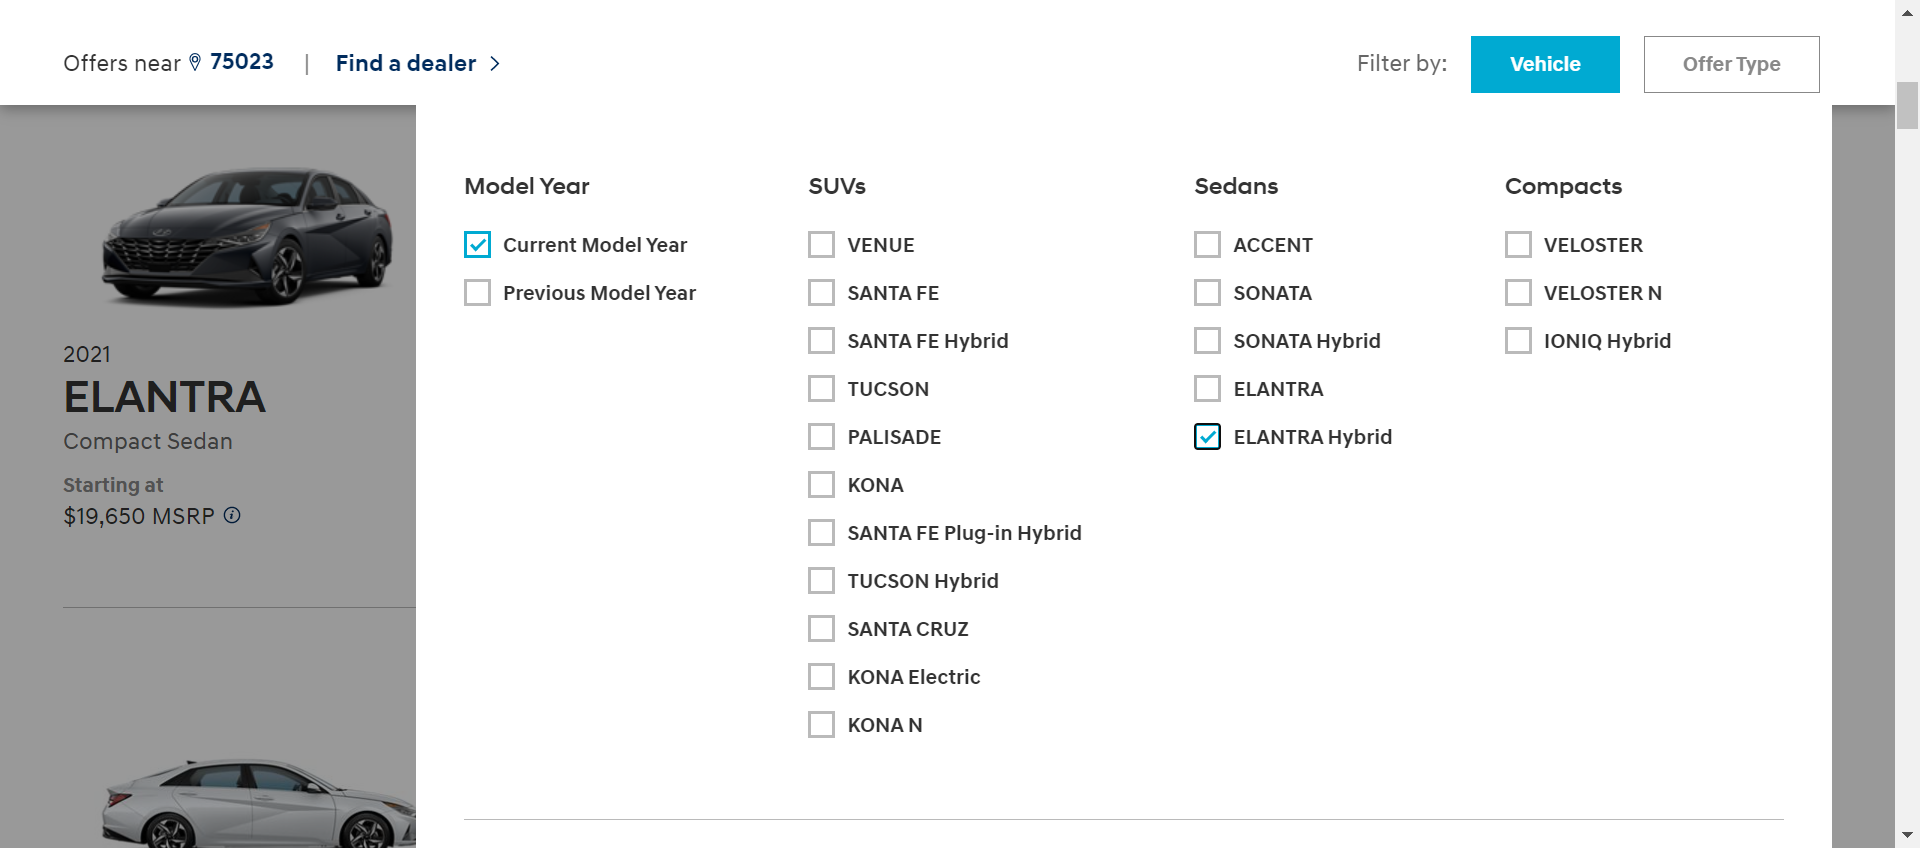 Offers near 75023 | Find a dealer
Filter by: Vehicle Offer Type
2021
ELANTRA
Compact Sedan
Starting at
$19,650 MSRP
Model Year
Current Model Year
Previous Model Year
SUVs
VENUE
SANTA FE
SANTA FE Hybrid
TUCSON
PALISADE
KONA
SANTA FE Plug-in Hybrid
TUCSON Hybrid
SANTA CRUZ
KONA Electric
KONA N
Sedans
ACCENT
SONATA
SONATA Hybrid
ELANTRA
ELANTRA Hybrid
Compacts
VELOSTER
VELOSTER N
IONIQ Hybrid